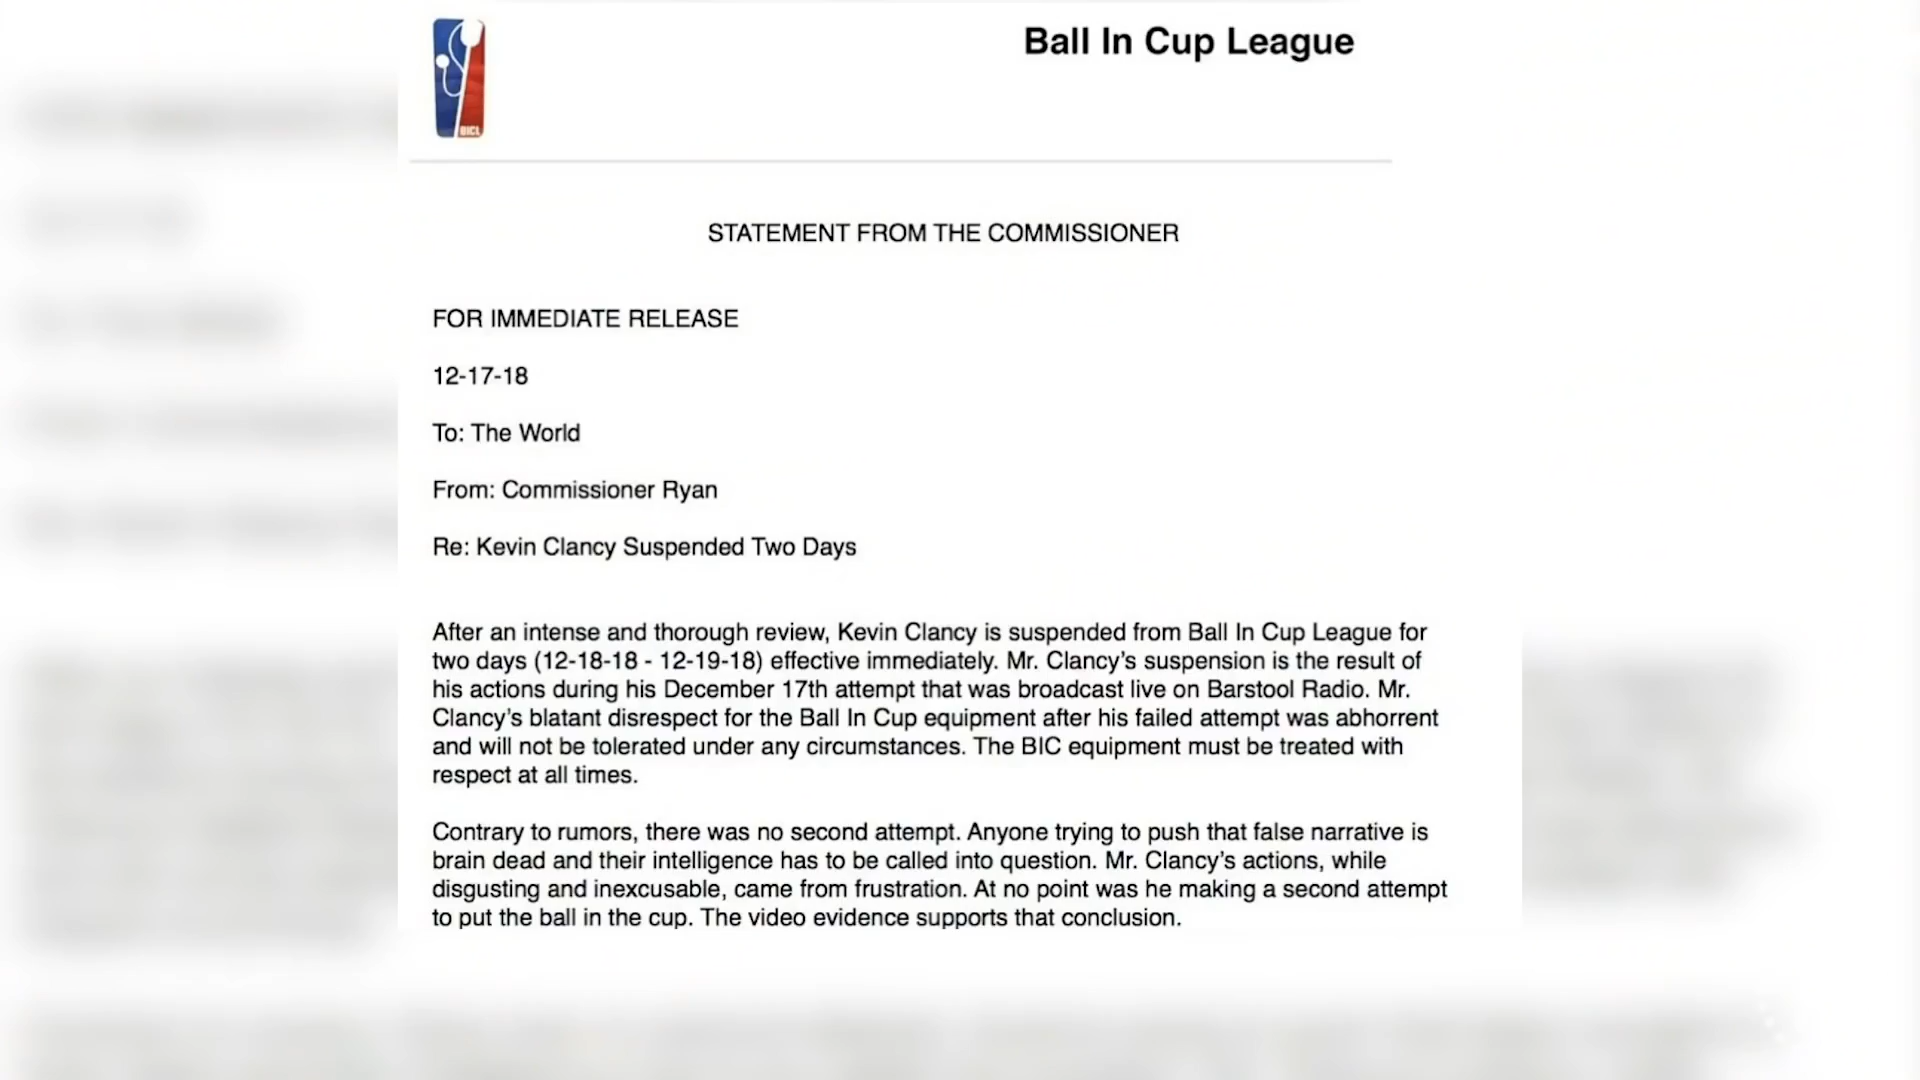 Ball In Cup League
BICL
STATEMENT FROM THE COMMISSIONER
FOR IMMEDIATE RELEASE
12-17-18
To: The World
From: Commissioner Ryan
Re: Kevin Clancy Suspended Two Days
After an intense and thorough review, Kevin Clancy is suspended from Ball In Cup League for
two days (12-18-18 - 12-19-18) effective immediately. Mr. Clancy’s suspension is the result of
his actions during his December 17th attempt that was broadcast live on Barstool Radio. Mr.
Clancy’s blatant disrespect for the Ball In Cup equipment after his failed attempt was abhorrent
and will not be tolerated under any circumstances. The BIC equipment must be treated with
respect at all times.
Contrary to rumors, there was no second attempt. Anyone trying to push that false narrative is
brain dead and their intelligence has to be called into question. Mr. Clancy’s actions, while
disgusting and inexcusable, came from frustration. At no point was he making a second attempt
to put the ball in the cup. The video evidence supports that conclusion.